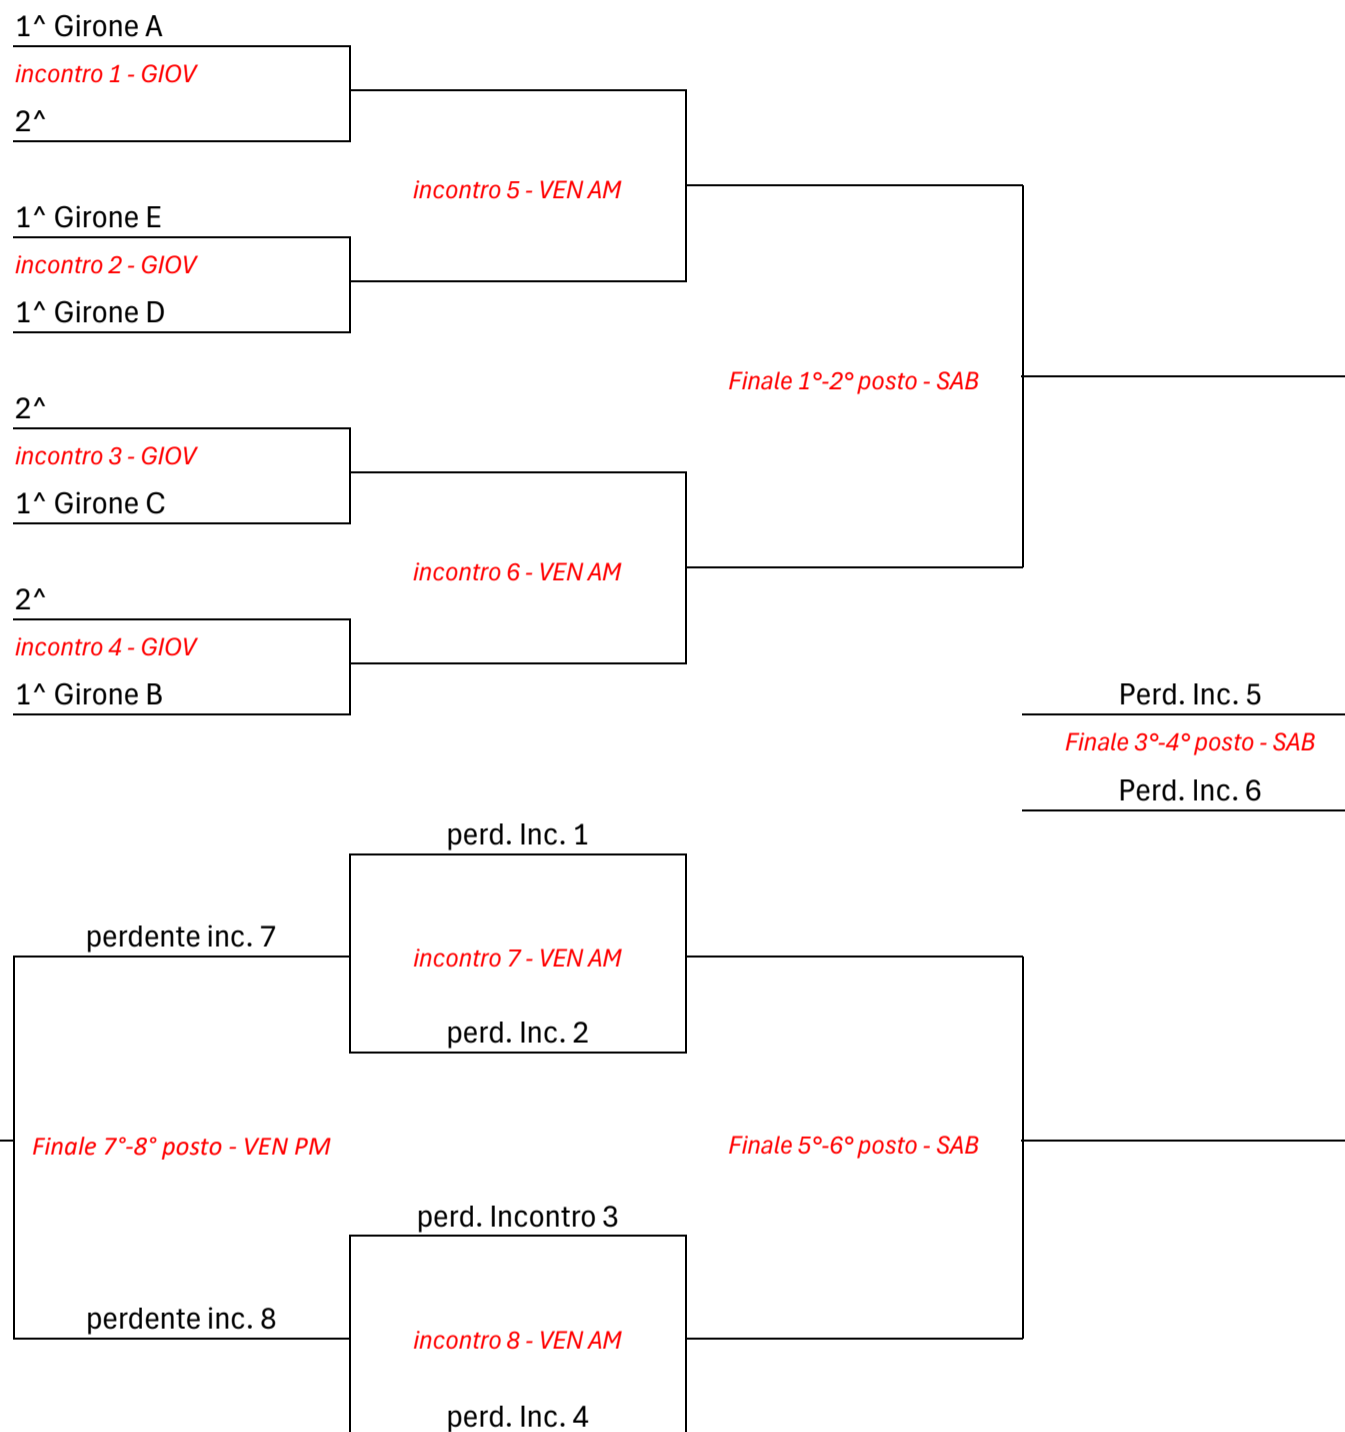 1^ Girone A
incontro 1 - GIOV
2^
incontro 5 - VEN AM
1^ Girone E
incontro 2 - GIOV
1^ Girone D
Finale 1°-2° posto - SAB
2^
incontro 3 - GIOV
1^ Girone C
incontro 6 - VEN AM
2^
incontro 4 - GIOV
1^ Girone B
Perd. Inc. 5
Finale 3°-4° posto - SAB
Perd. Inc. 6
perd. Inc. 1
perdente inc. 7
incontro 7 - VEN AM
perd. Inc. 2
Finale 7°-8° posto - VEN PM
Finale 5°-6° posto - SAB
perd. Incontro 3
perdente inc. 8
incontro 8 - VEN AM
perd. Inc. 4